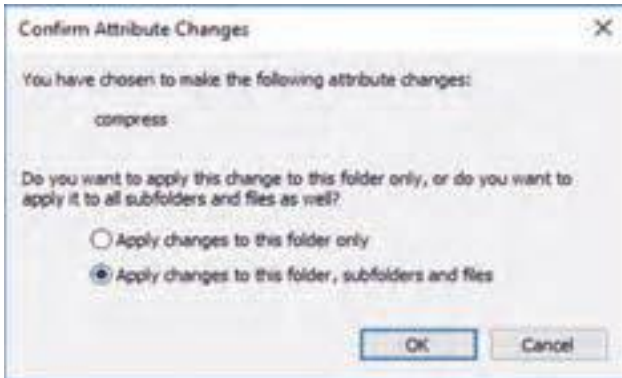 Confirm Attribute Changes
You have chosen to make the following attribute changes:
compress
Do you want to apply this change to this folder only, or do you want to
apply it to all subfolders and files as well?
Apply changes to this folder only
Apply changes to this folder, subfolders and files
OK Cancel